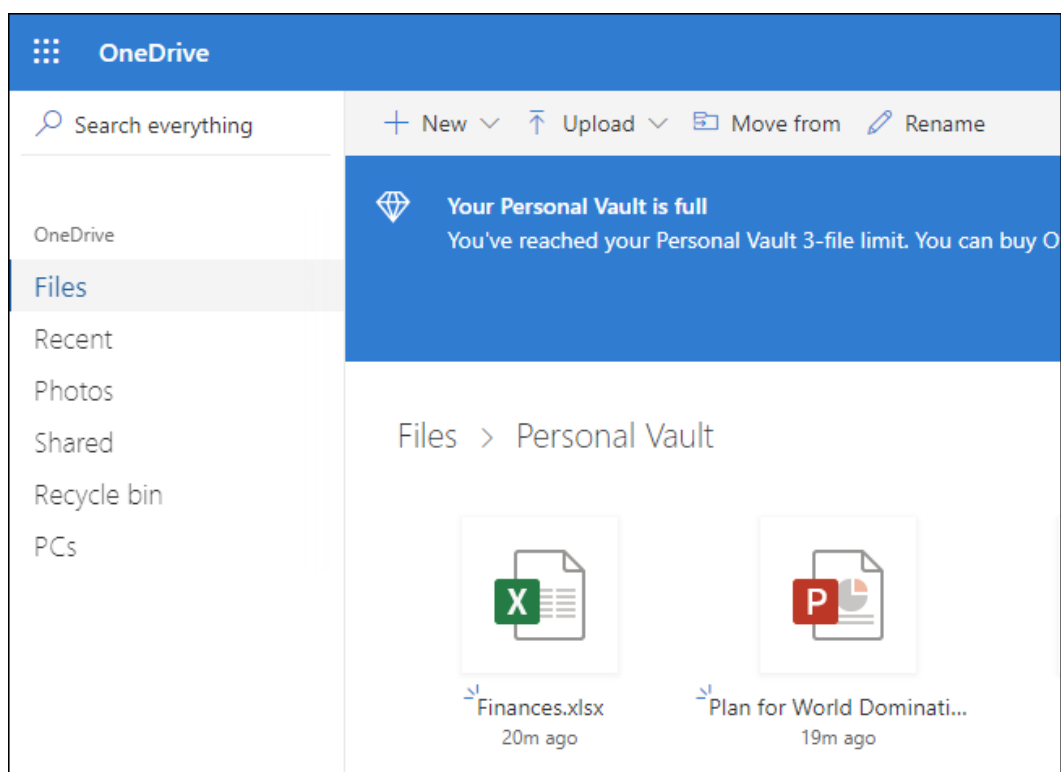 OneDrive
Search everything
New
Upload
Move from
Rename
Your Personal Vault is full
You've reached your Personal Vault 3-file limit. You can buy O
OneDrive
Files
Recent
Photos
Shared
Recycle bin
PCs
Files > Personal Vault
X
P
Finances.xlsx
20m ago
Plan for World Dominati...
19m ago